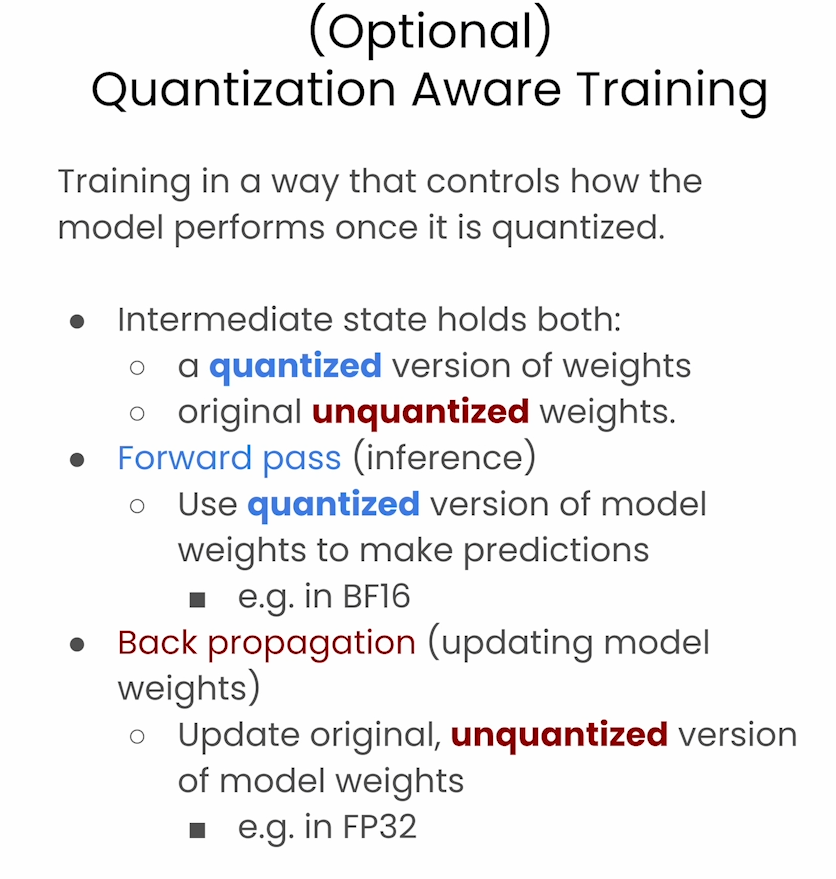 (Optional)
Quantization Aware Training
Training in a way that controls how the
model performs once it is quantized.
● Intermediate state holds both:
○ a quantized version of weights
○ original unquantized weights.
● Forward pass (inference)
○ Use quantized version of model
weights to make predictions
■ e.g. in BF16
● Back propagation (updating model
weights)
○ Update original, unquantized version
of model weights
■ e.g. in FP32